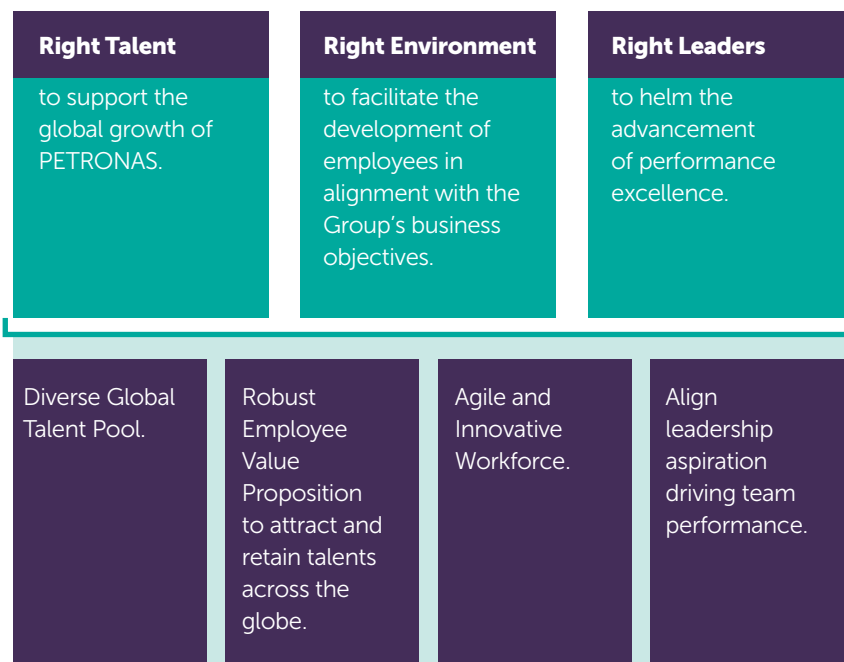 Right Talent
to support the
global growth of
PETRONAS.
Right Environment
to facilitate the
development of
employees in
alignment with the
Group’s business
objectives.
Right Leaders
to helm the
advancement
of performance
excellence.
Diverse Global
Talent Pool.
Robust
Employee
Value
Proposition
to attract and
retain talents
across the
globe.
Agile and
Innovative
Workforce.
Align
leadership
aspiration
driving team
performance.